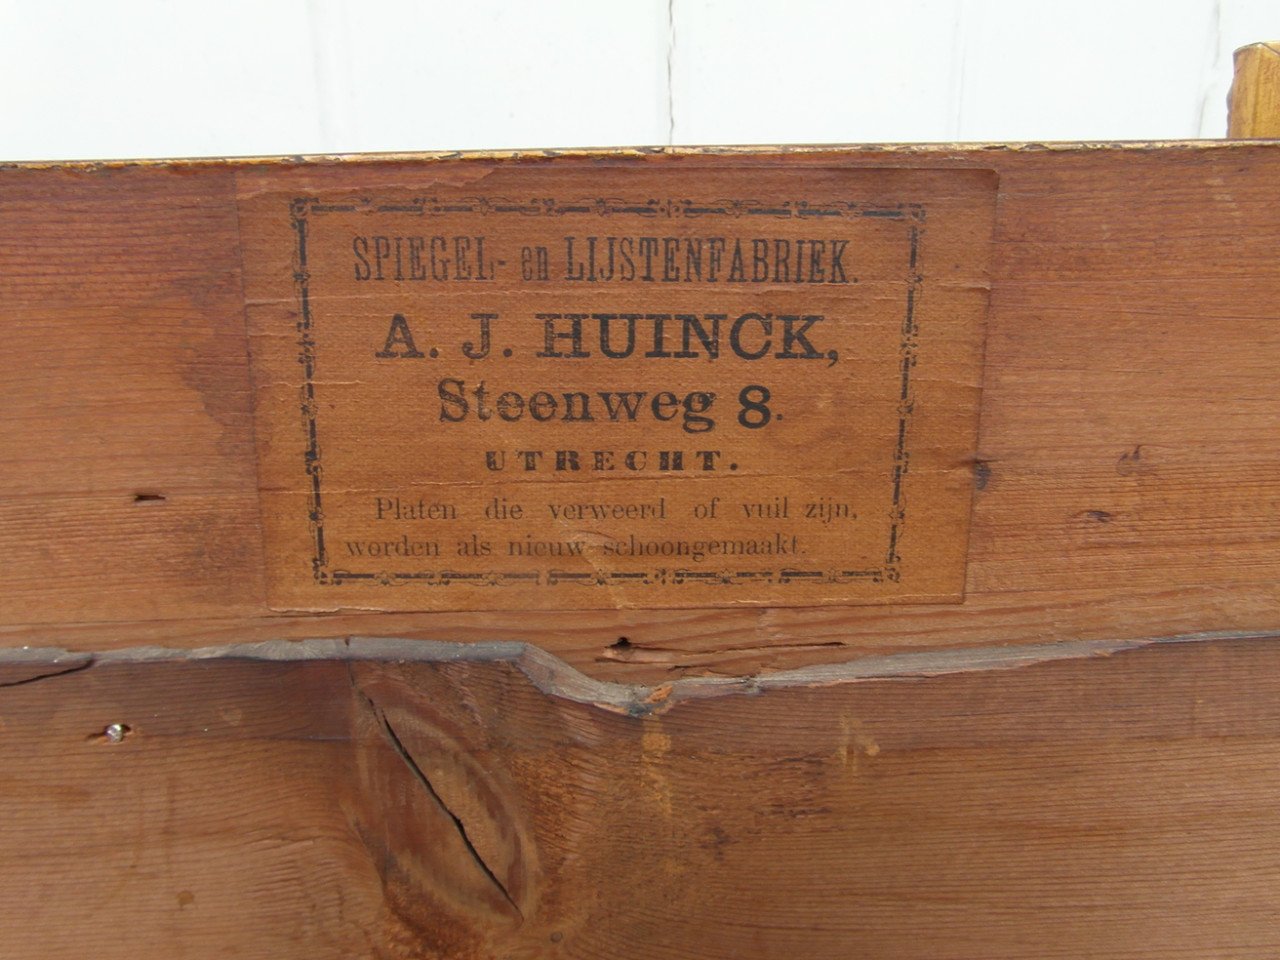 SPIEGEL- en LIJSTENFABRIEK.
A. J. HUINCK,
Steenweg 8.
UTRECHT.
Platen die verweerd of vuil zijn,
worden als nieuw schoongemaakt.